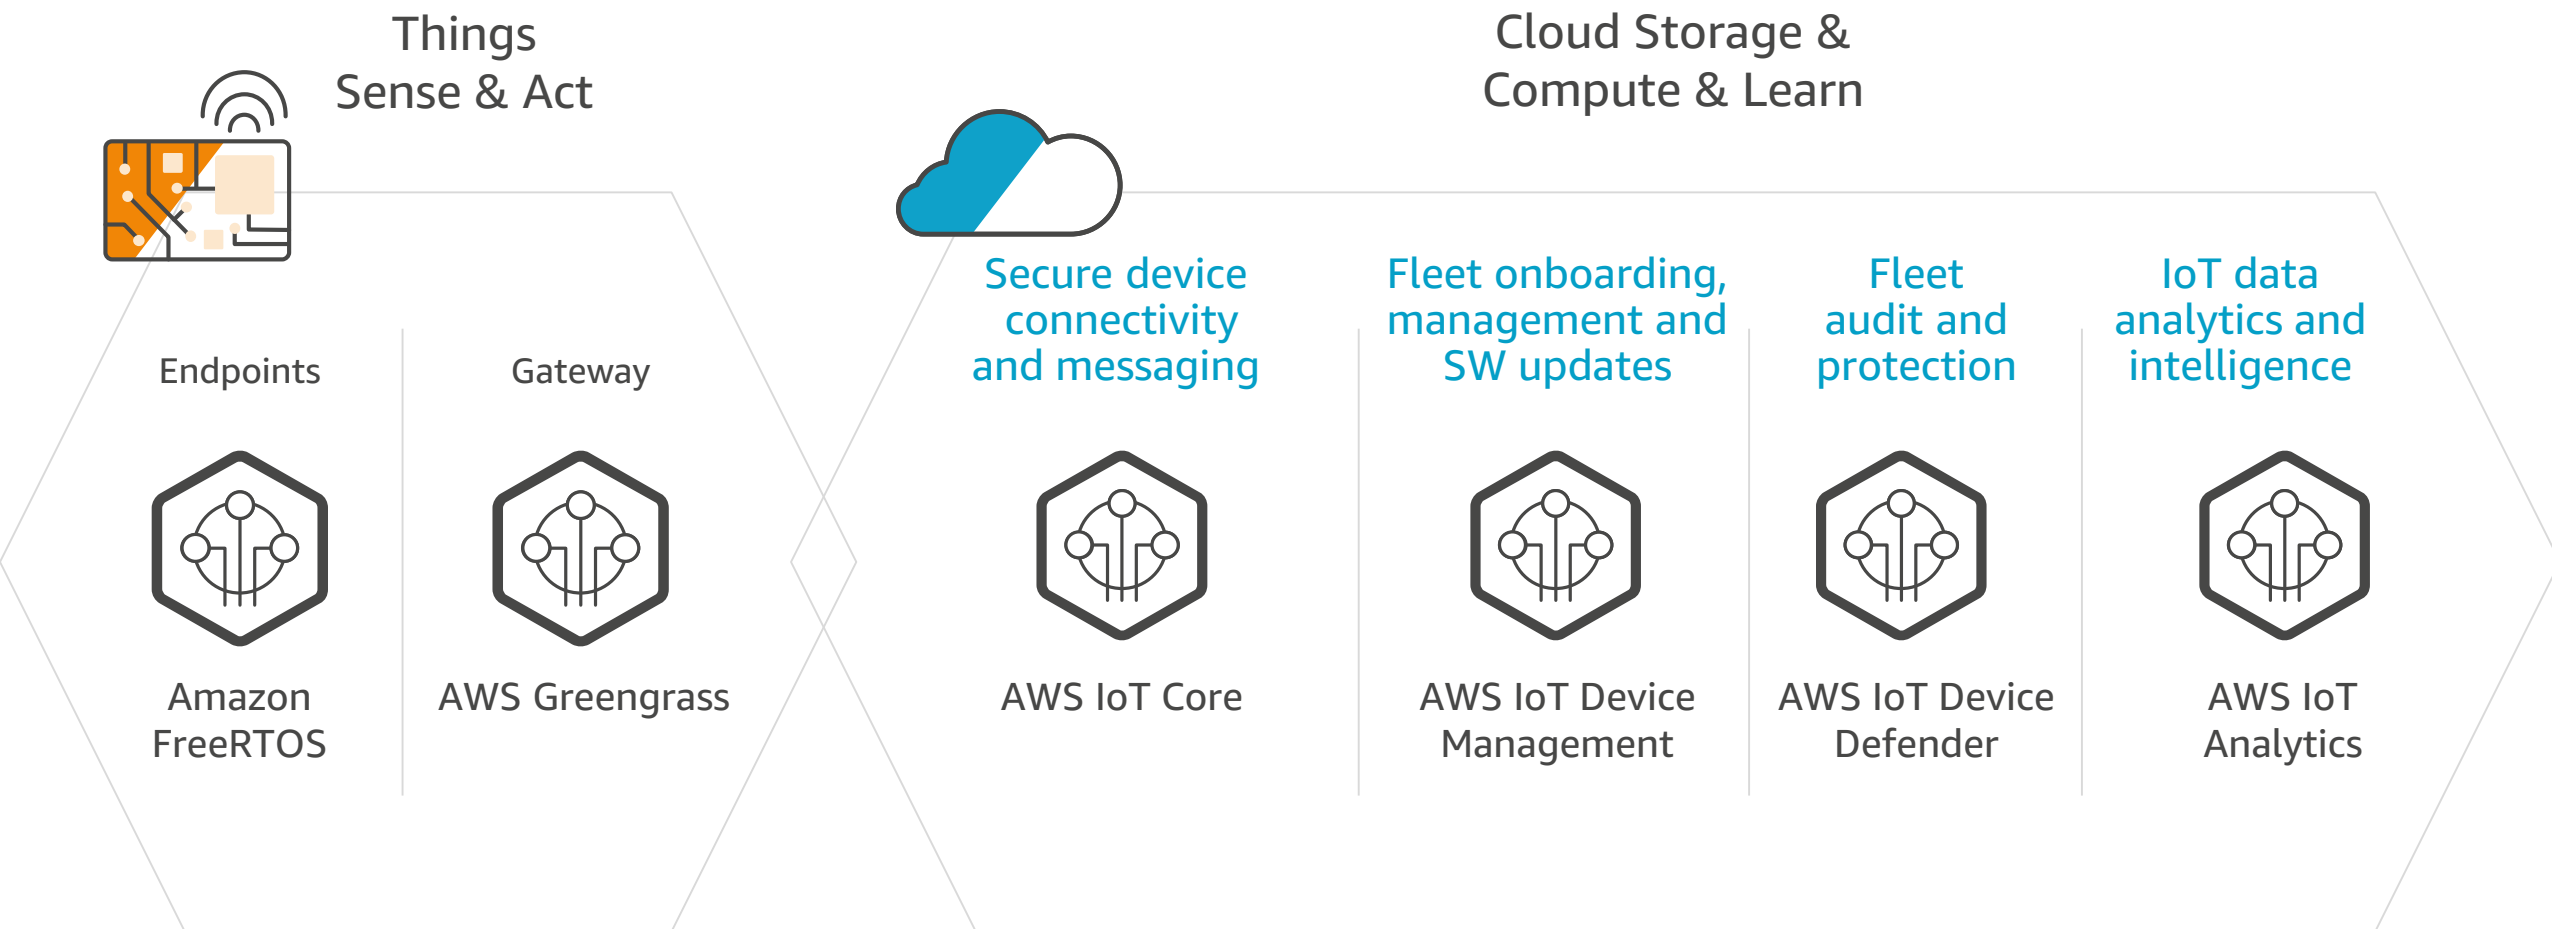 Things
Sense & Act
Cloud Storage &
Compute & Learn
Endpoints
Gateway
Secure device
connectivity
and messaging
Fleet onboarding,
management and
SW updates
Fleet
audit and
protection
IoT data
analytics and
intelligence
Amazon
FreeRTOS
AWS Greengrass
AWS IoT Core
AWS IoT Device
Management
AWS IoT Device
Defender
AWS IoT
Analytics